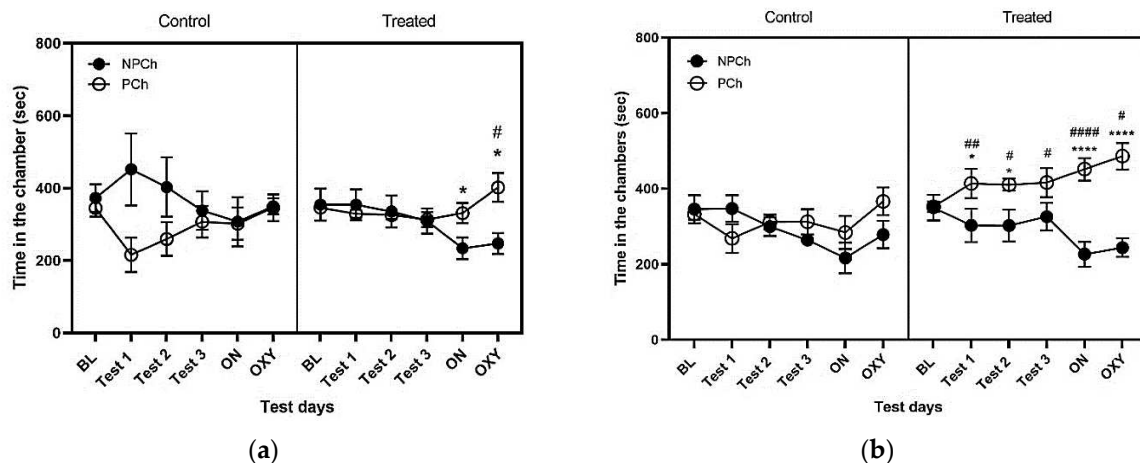 Control Treated
Time in the chamber (sec)
800
600
400
200
0
NPCh
PCh
*
#
*
BL Test 1 Test 2 Test 3 ON OXY BL Test 1 Test 2 Test 3 ON OXY
Test days
(a)
Control Treated
Time in the chambers (sec)
800
600
400
200
0
NPCh
PCh
##
*
#
*
#
####
****
#
****
BL Test 1 Test 2 Test 3 ON OXY BL Test 1 Test 2 Test 3 ON OXY
Test days
(b)